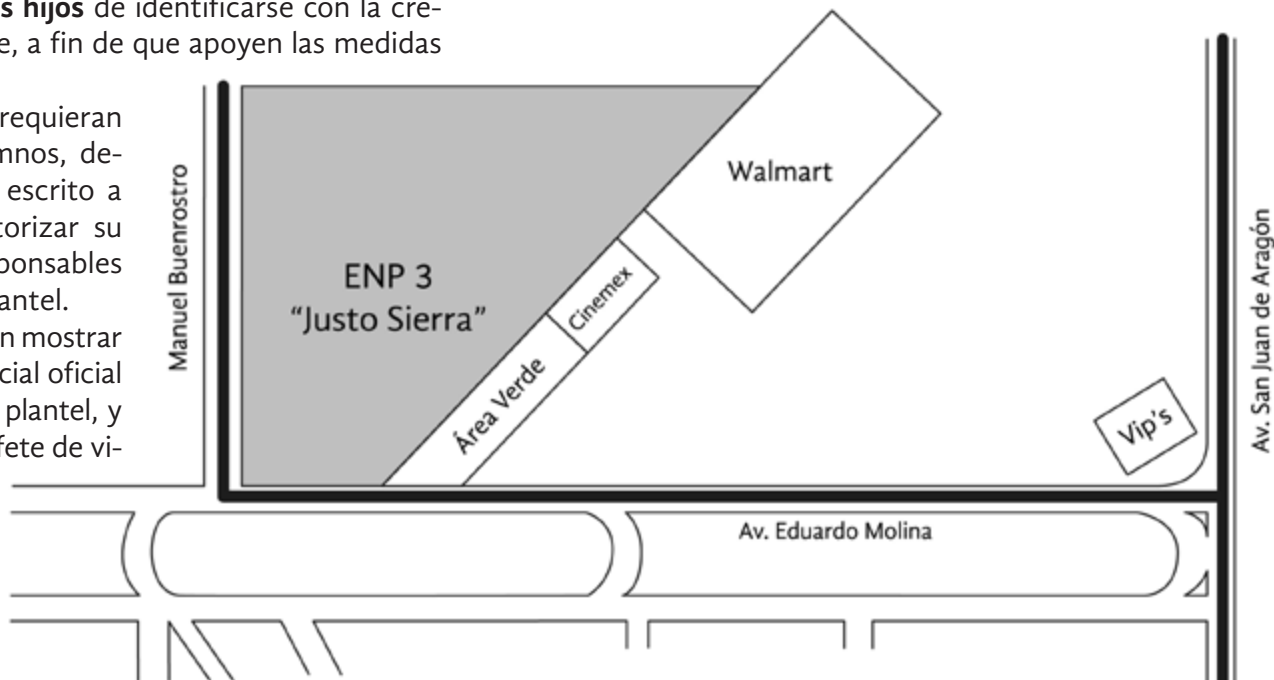 s hijos de identificarse con la cre-
e, a fin de que apoyen las medidas
requieran
mnos, de-
escrito a
torizar su
ponsables
antel.
n mostrar
cial oficial
plantel, y
fete de vi-
Manuel Buenrostro
ENP 3
“Justo Sierra”
Walmart
Cinemex
Área Verde
Vip's
Av. San Juan de Aragón
Av. Eduardo Molina